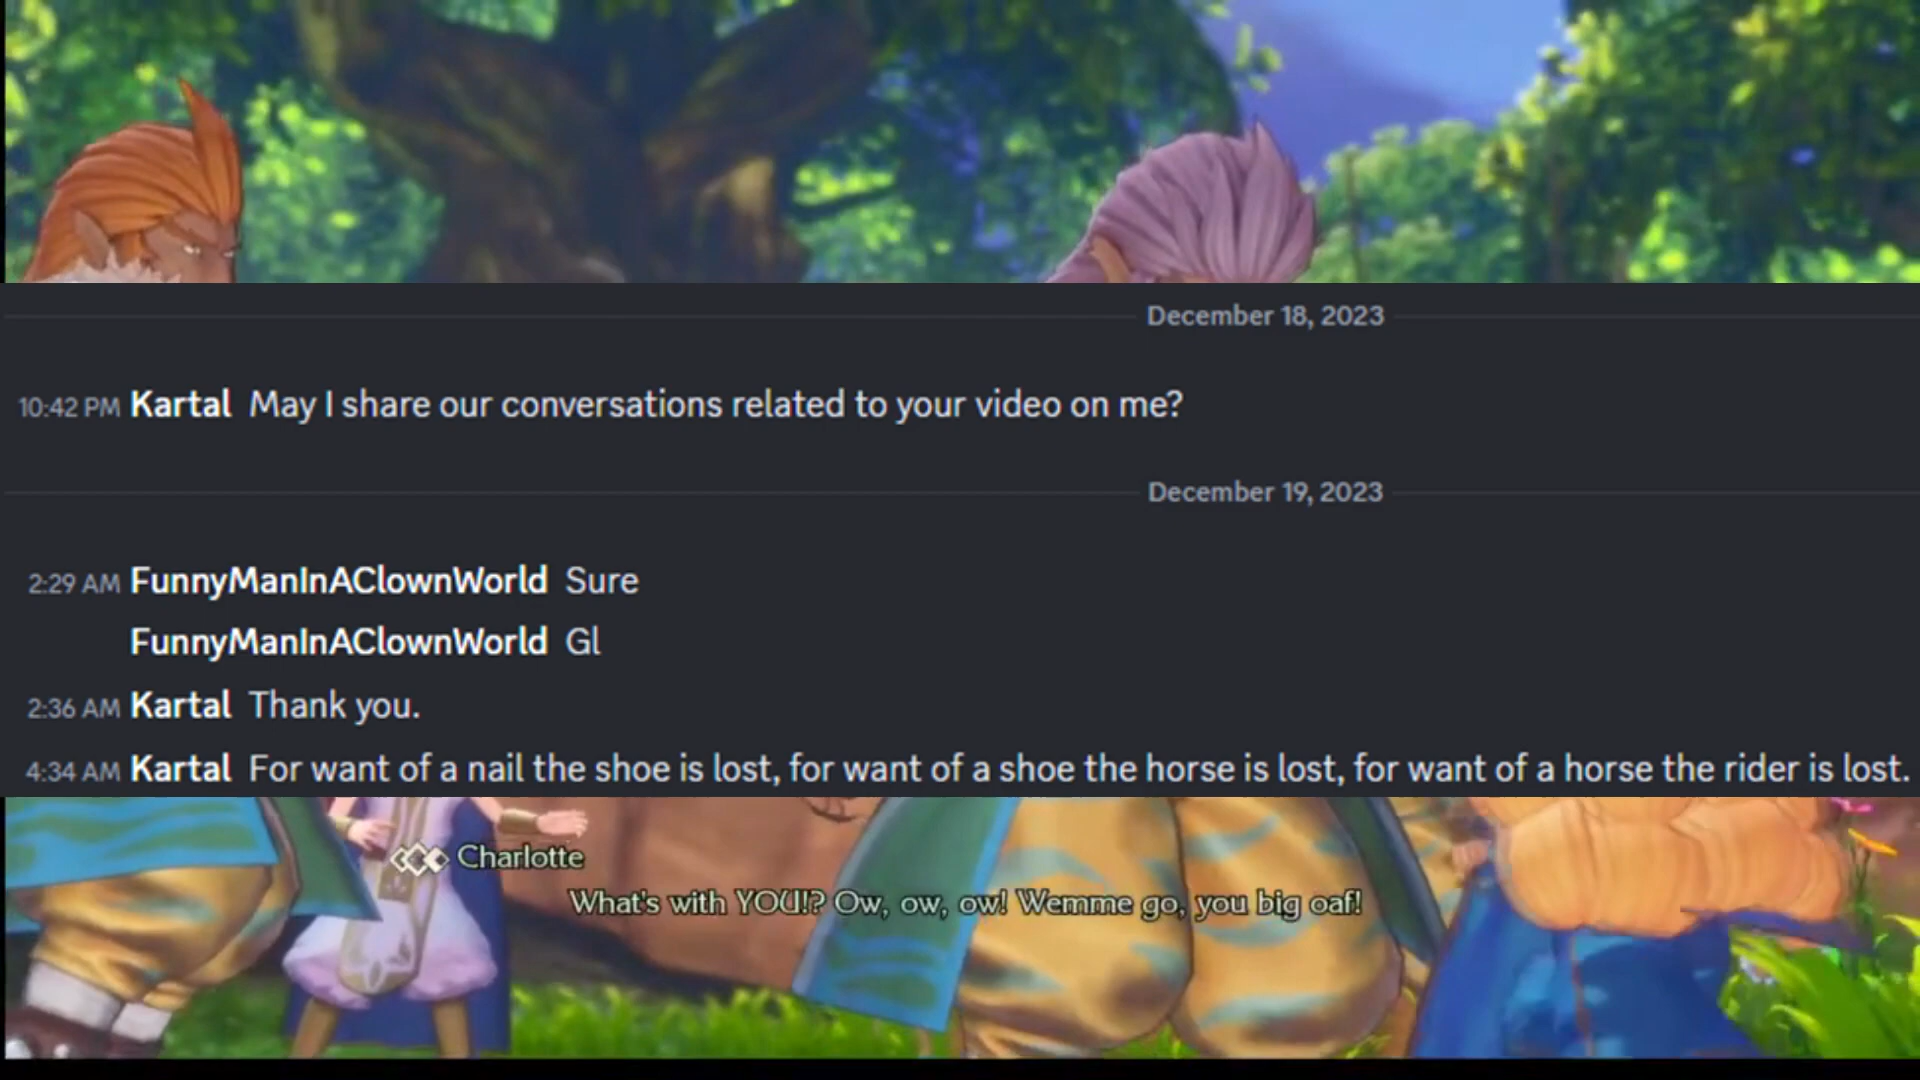 December 18, 2023
10:42 PM Kartal May I share our conversations related to your video on me?
December 19, 2023
2:29 AM FunnyManInAClownWorld Sure
FunnyManInAClownWorld Gl
2:36 AM Kartal Thank you.
4:34 AM Kartal For want of a nail the shoe is lost, for want of a shoe the horse is lost, for want of a horse the rider is lost.
Charlotte
What's with YOU!? Ow, ow, ow! Wemme go, you big oaf!